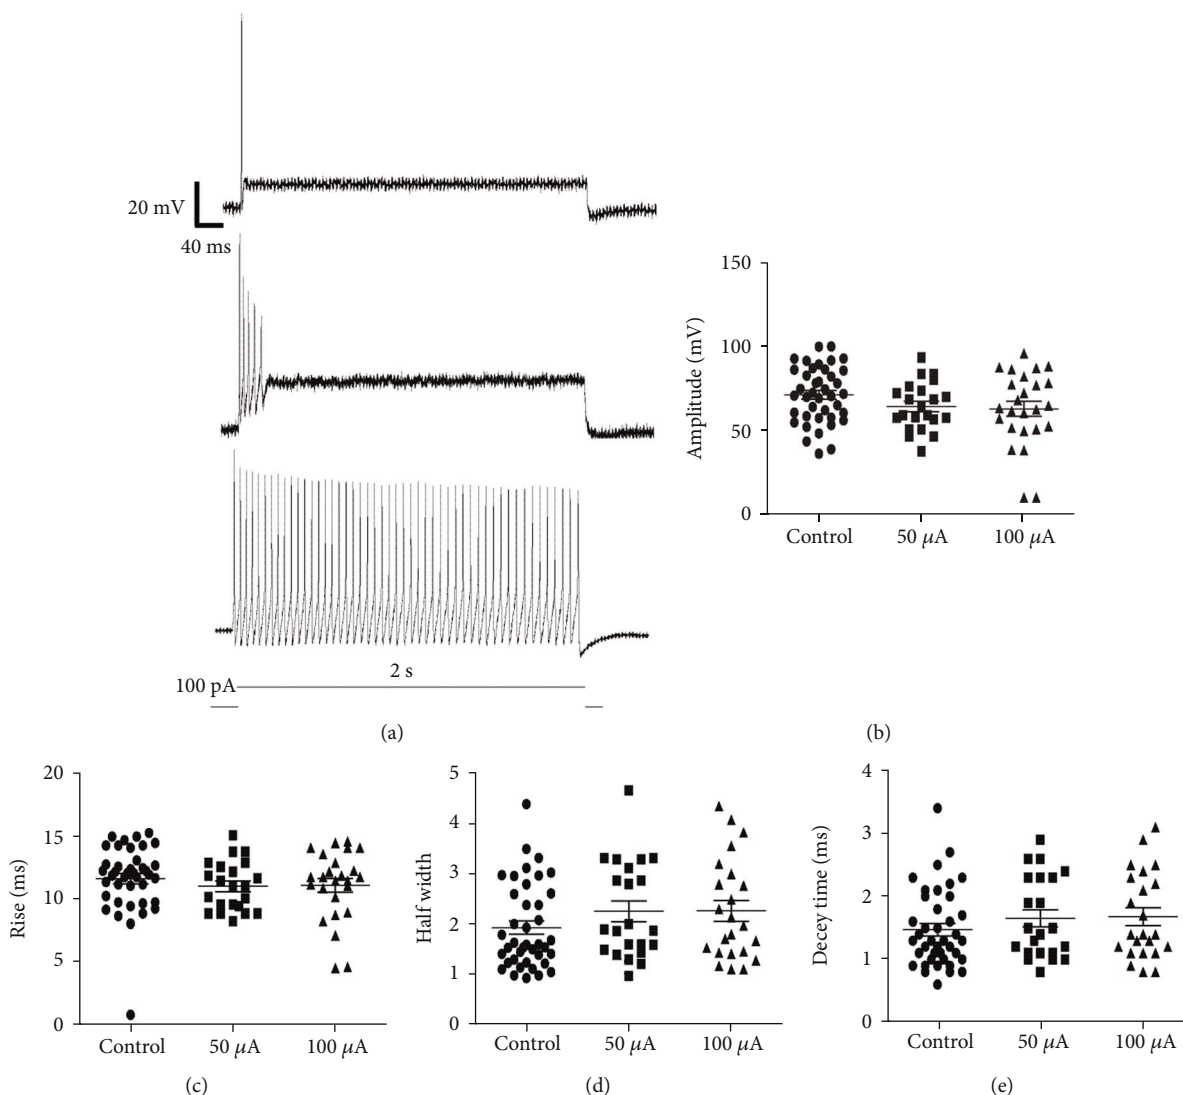 20 mV
40 ms
100 pA
2 s
(a)
Amplitude (mV)
150
100
50
0
Control
50 μA
100 μA
(b)
Rise (ms)
20
15
10
5
0
Control
50 μA
100 μA
(c)
Half width
5
4
3
2
1
0
Control
50 μA
100 μA
(d)
Decey time (ms)
4
3
2
1
0
Control
50 μA
100 μA
(e)